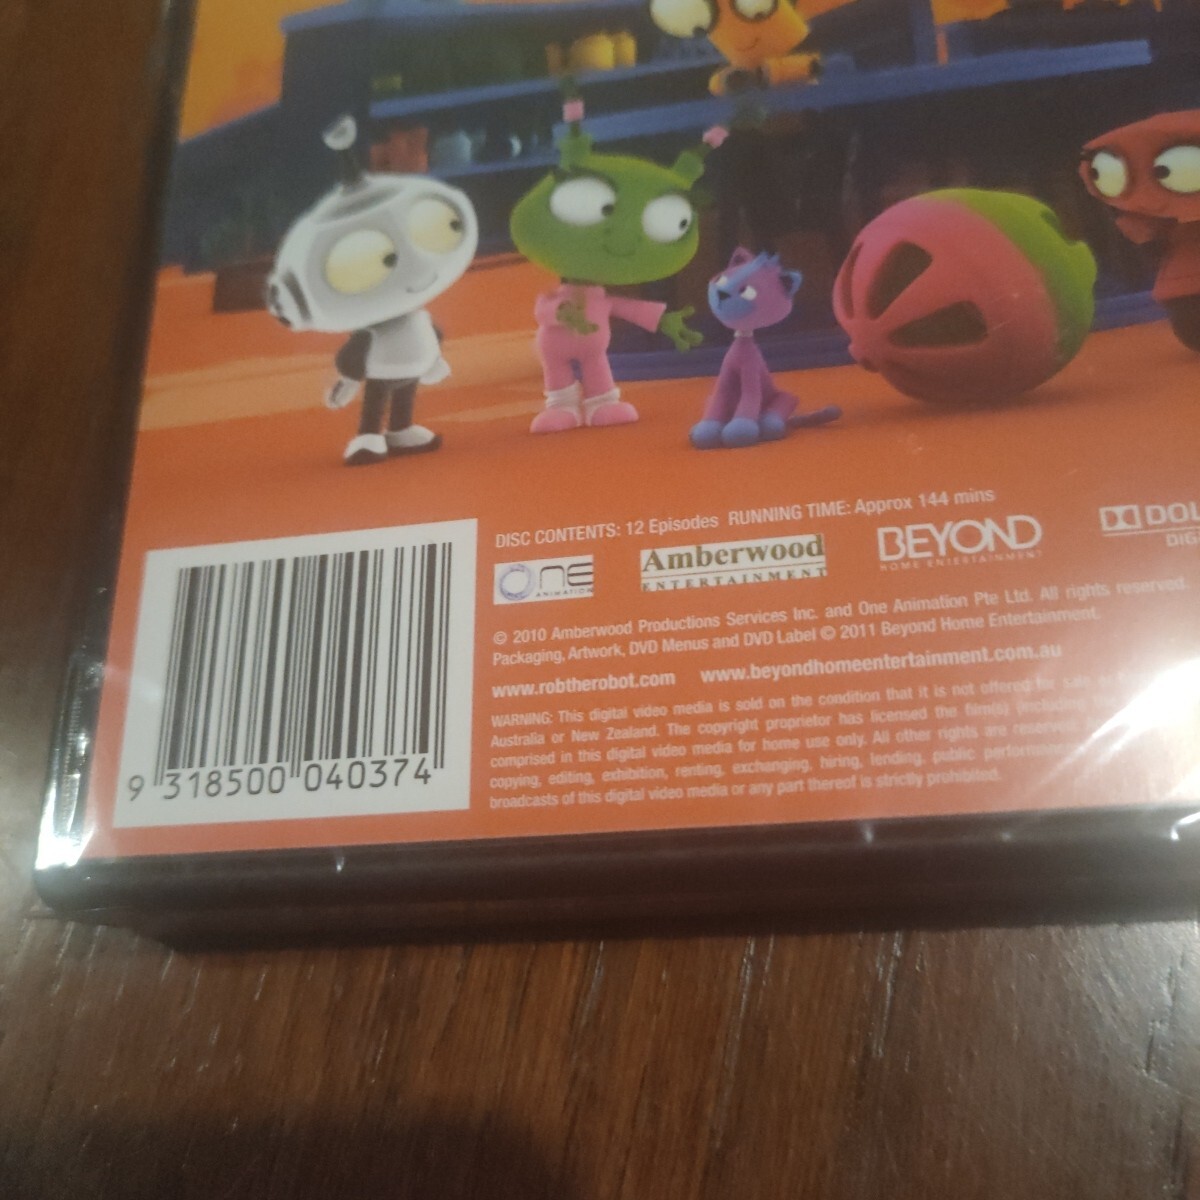 DISC CONTENTS: 12 Episodes RUNNING TIME: Approx 144 mins
ONE
ANIMATION
Amberwood
ENTERTAINMENT
BEYOND
HOME ENTERTAINMENT
© 2010 Amberwood Productions Services Inc. and One Animation Pte Ltd. All rights reserved.
Packaging, Artwork, DVD Menus and DVD Label © 2011 Beyond Home Entertainment.
www.robtherobot.com www.beyondhomeentertainment.com.au
WARNING: This digital video media is sold on the condition that it is not offered for sale
Australia or New Zealand. The copyright proprietor has licensed the film(s) (including
comprised in this digital video media for home use only. All other rights are reserved
copying, editing, exhibition, renting, exchanging, hiring, lending, public performance
broadcasts of this digital video media or any part thereof is strictly prohibited.
9 318500 040374